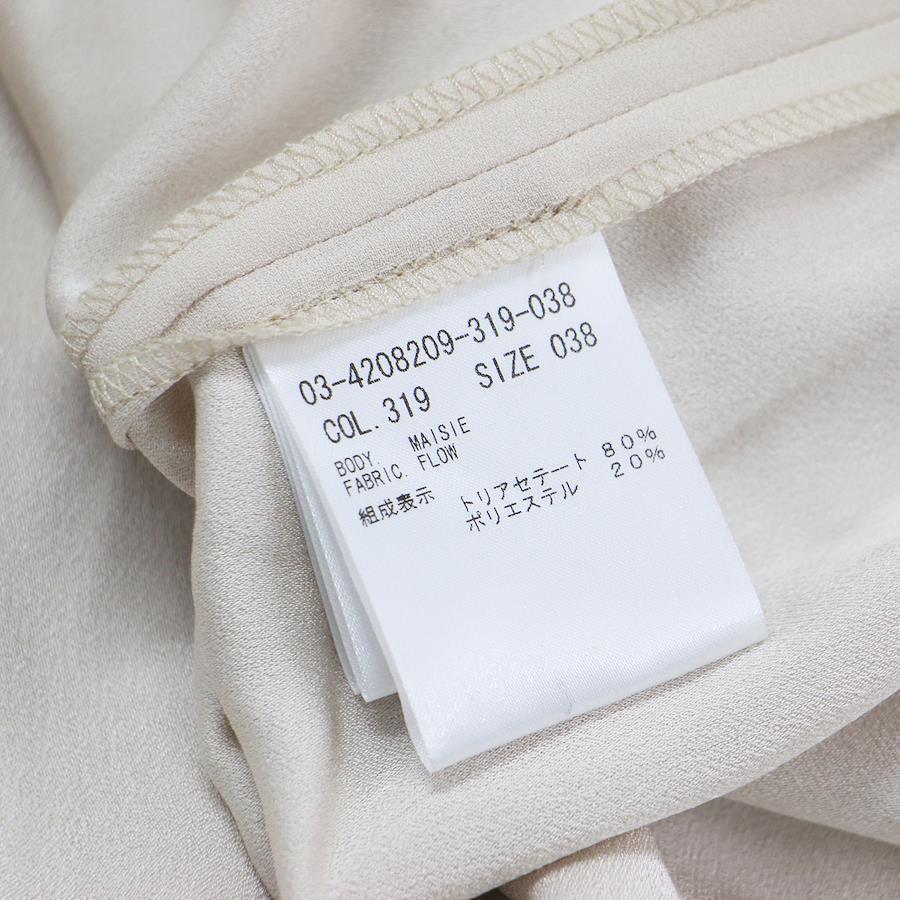 03-4208209-319-038
COL. 319 SIZE 038
BODY. MAISIE
FABRIC. FLOW
組成表示 トリアセテート 80%
ポリエステル 20%